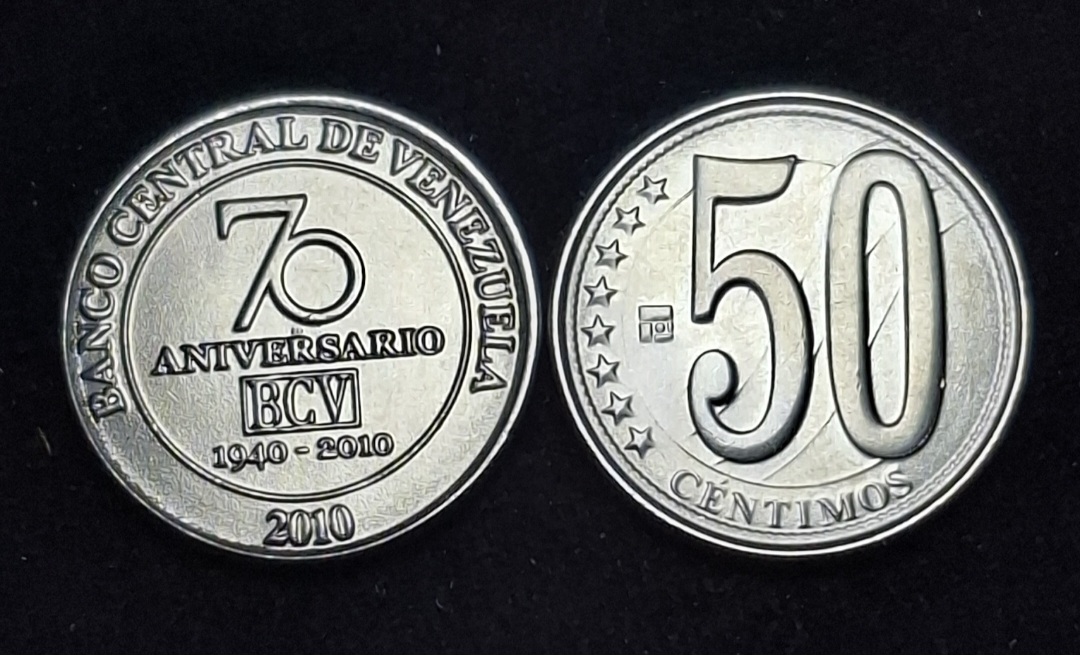 BANCO CENTRAL DE VENEZUELA
70
ANIVERSARIO
BCV
1940 - 2010
2010
50
CÉNTIMOS